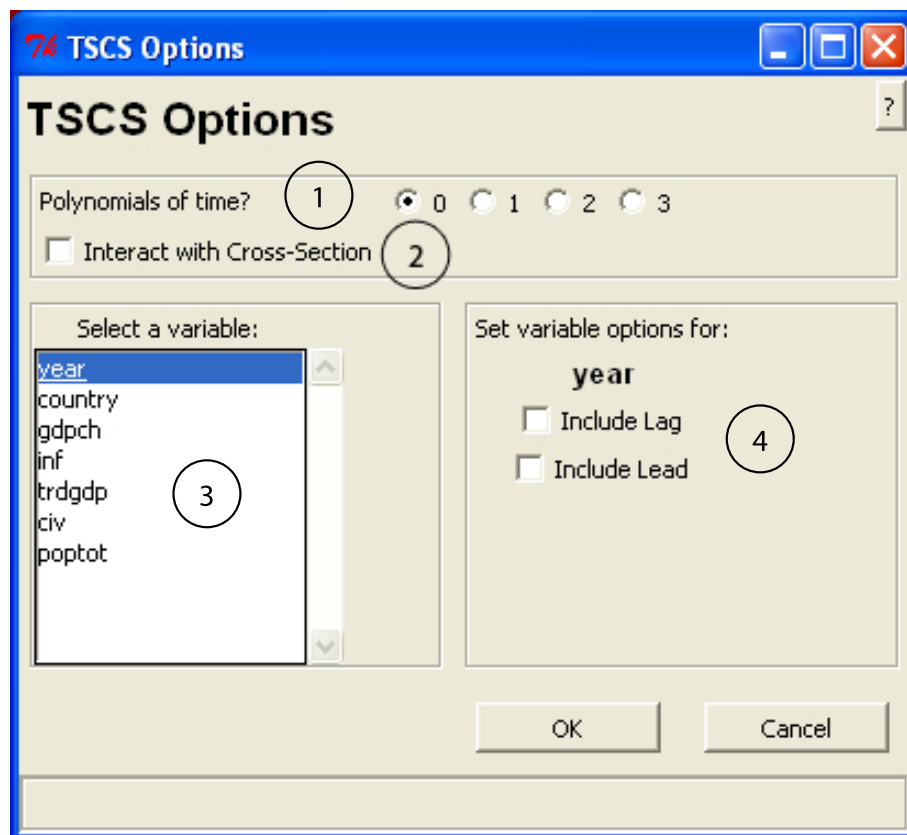 TSCS Options
TSCS Options
?
Polynomials of time? 1 0 1 2 3
Interact with Cross-Section 2
Select a variable:
year
country
gdpch
inf
trdgdp
civ
poptot
3
Set variable options for:
year
Include Lag
Include Lead
4
OK Cancel